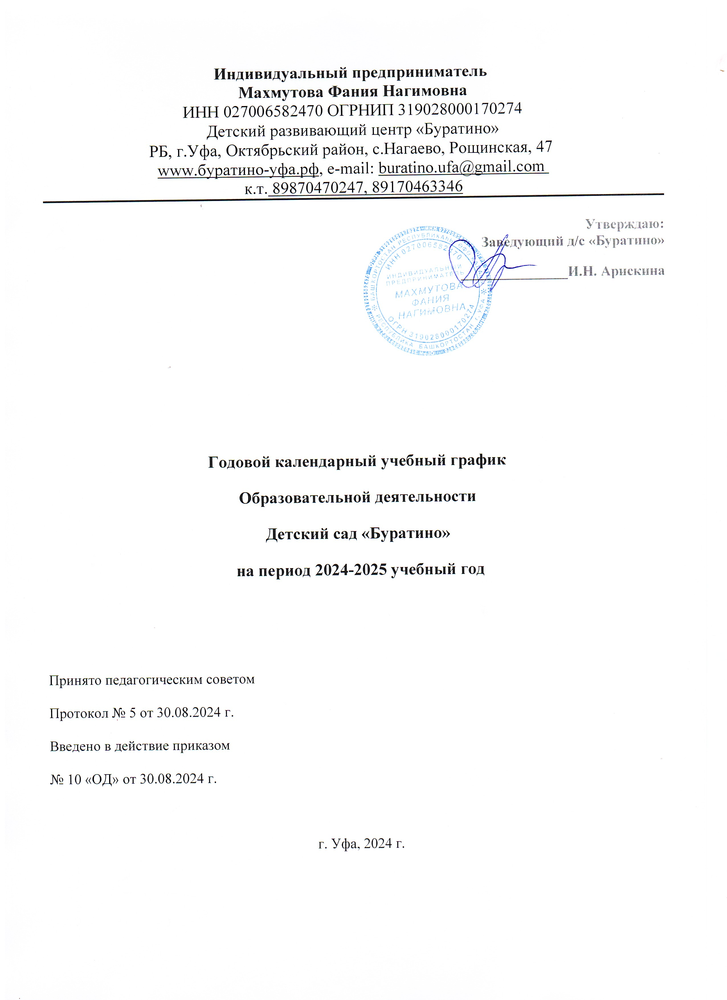 Индивидуальный предприниматель
Махмутова Фания Нагимовна
ИНН 027006582470 ОГРНИП 319028000170274
Детский развивающий центр «Буратино»
РБ, г.Уфа, Октябрьский район, с.Нагаево, Рощинская, 47
www.буратино-уфа.рф, e-mail: buratino.ufa@gmail.com
к.т. 89870470247, 89170463346
Утверждаю:
Заведующий д/с «Буратино»
И.Н. Арискина
БАШКОРТОСТАН РЕСПУБЛИКАҺЫ ӨФО ҠАЛАҺЫ
ИНН 027006582470
ИНДИВИДУАЛЬНЫЙ
ПРЕДПРИНИМАТЕЛЬ
МАХМУТОВА
ФАНИЯ
НАГИМОВНА
ОГРН 319028000170274
РЕСПУБЛИКА БАШКОРТОСТАН г. УФА
Годовой календарный учебный график
Образовательной деятельности
Детский сад «Буратино»
на период 2024-2025 учебный год
Принято педагогическим советом
Протокол № 5 от 30.08.2024 г.
Введено в действие приказом
№ 10 «ОД» от 30.08.2024 г.
г. Уфа, 2024 г.